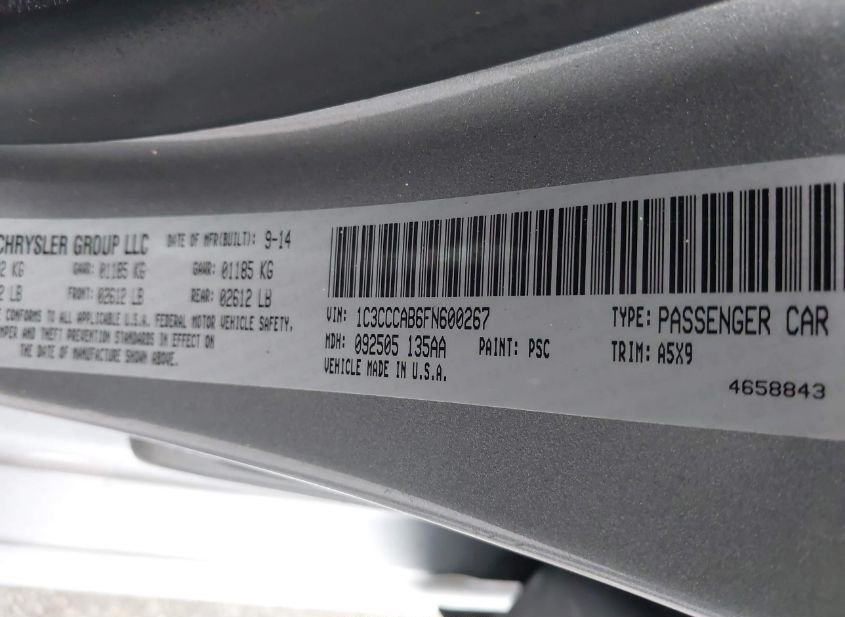 CHRYSLER GROUP LLC DATE OF MFR(BUILT): 9-14
KG GAWR: 01185 KG GAWR: 01185 KG
LB FRONT: 02612 LB REAR: 02612 LB
CONFORMS TO ALL APPLICABLE U.S.A. FEDERAL MOTOR VEHICLE SAFETY,
AND THEFT PREVENTION STANDARDS IN EFFECT ON
THE DATE OF MANUFACTURE SHOWN ABOVE.
VIN: 1C3CCCAB6FN600267
MDH: 092505 135AA PAINT: PSC
VEHICLE MADE IN U.S.A.
TYPE: PASSENGER CAR
TRIM: A5X9
4658843